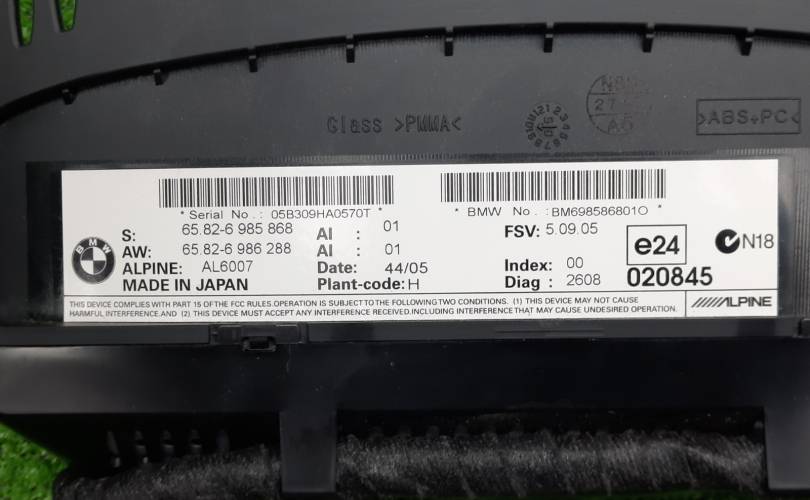 Glass >PMMA<
>ABS+PC<
* Serial No. : 05B309HA0570T *
* BMW No. :BM698586801O *
BMW
S: 65.82-6 985 868 AI : 01
AW: 65.82-6 986 288 AI : 01
ALPINE: AL6007 Date: 44/05
MADE IN JAPAN Plant-code: H
FSV: 5.09.05
Index: 00
Diag : 2608
e24
020845
N18
ALPINE
THIS DEVICE COMPLIES WITH PART 15 OF THE FCC RULES.OPERATION IS SUBJECT TO THE FOLLOWING TWO CONDITIONS. (1) THIS DEVICE MAY NOT CAUSE
HARMFUL INTERFERENCE.AND (2) THIS DEVICE MUST ACCEPT ANY INTERFERENCE RECEIVED.INCLUDING INTERFERENCE THAT MAY CAUSE UNDESIRED OPERATION.